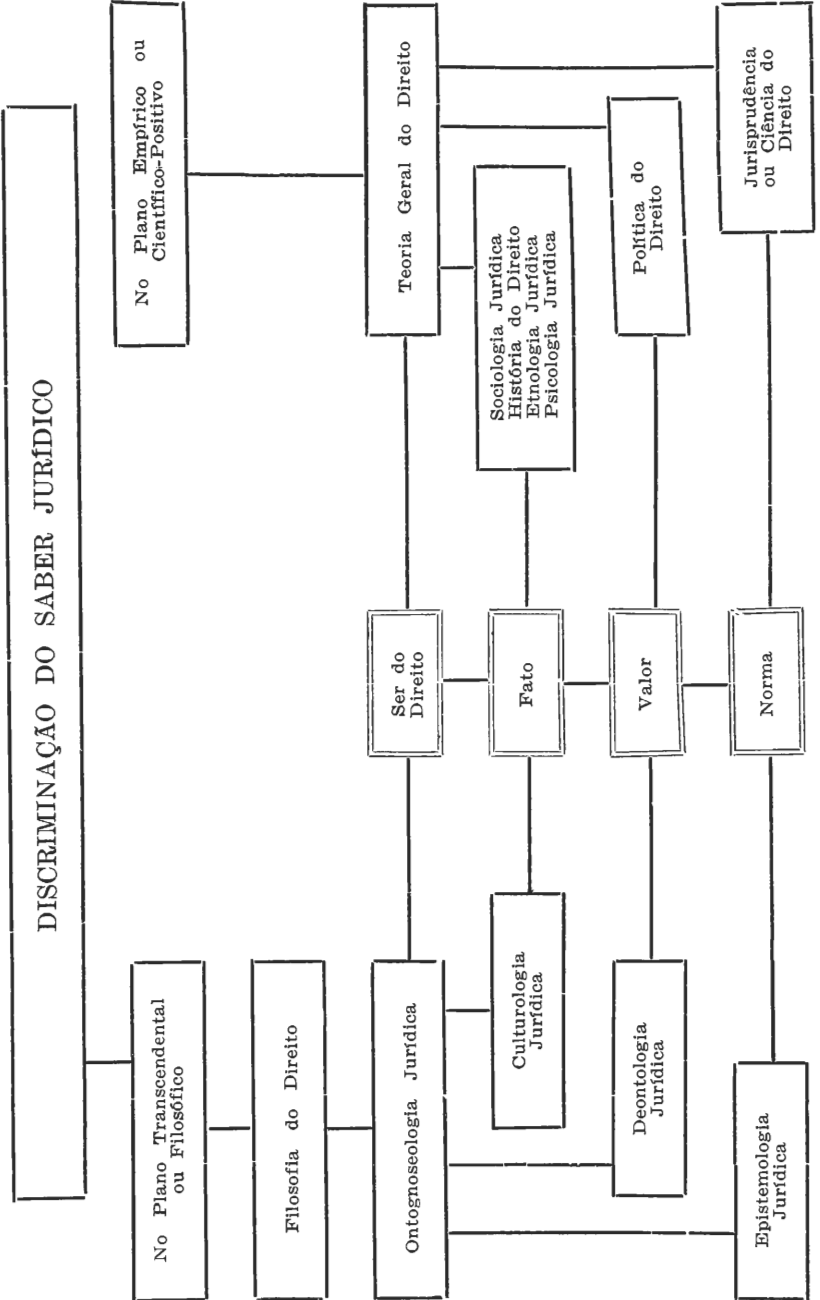 DISCRIMINAÇÃO DO SABER JURÍDICO
No Plano Transcendental
ou Filosófico
No Plano Empírico ou
Científico-Positivo
Filosofia do Direito
Ontognoseologia Jurídica
Ser do
Direito
Teoria Geral do Direito
Culturologia
Jurídica
Fato
Sociologia Jurídica
História do Direito
Etnologia Jurídica
Psicologia Jurídica
Deontologia
Jurídica
Valor
Política do
Direito
Epistemologia
Jurídica
Norma
Jurisprudência
ou Ciência do
Direito